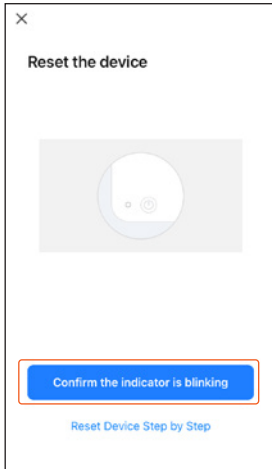 Reset the device
Confirm the indicator is blinking
Reset Device Step by Step